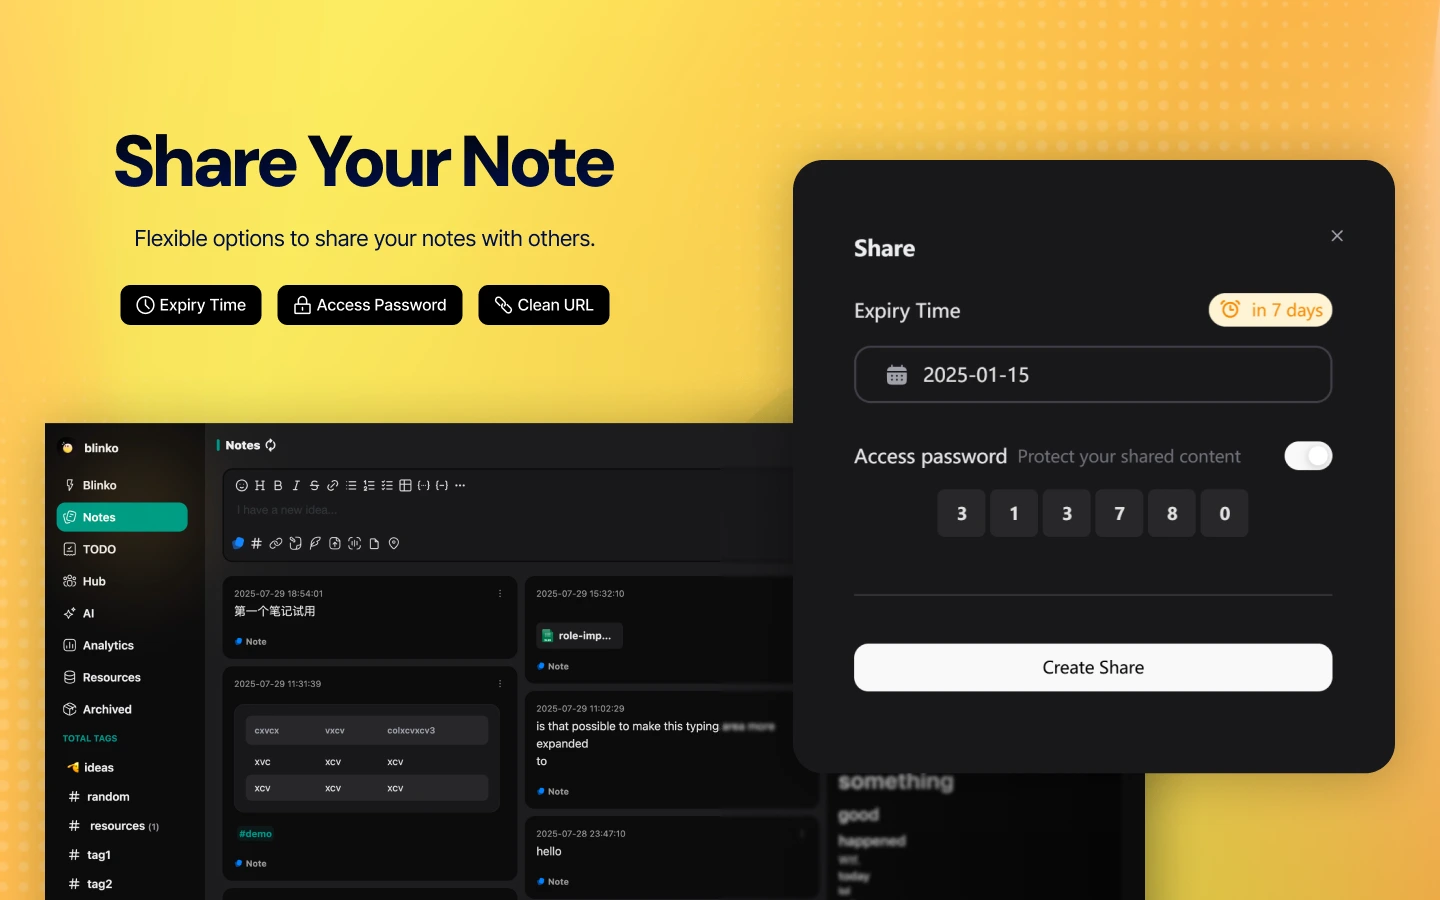 Share Your Note
Flexible options to share your notes with others.
Expiry Time
Access Password
Clean URL
Share
Expiry Time
in 7 days
2025-01-15
Access password Protect your shared content
3 1 3 7 8 0
Create Share
blinko
Blinko
Notes
TODO
Hub
AI
Analytics
Resources
Archived
TOTAL TAGS
ideas
# random
# resources (1)
# tag1
# tag2
Notes
I have a new idea...
2025-07-29 18:54:01
第一个笔记试用
Note
2025-07-29 11:31:39
cxvcx vxcv colxcvxcv3
xvc xcv xcv
xcv xcv xcv
#demo
Note
2025-07-29 15:32:10
role-imp...
Note
2025-07-29 11:02:29
is that possible to make this typing area more
expanded
to
Note
2025-07-28 23:47:10
hello
Note
something
good
happened
today
lol